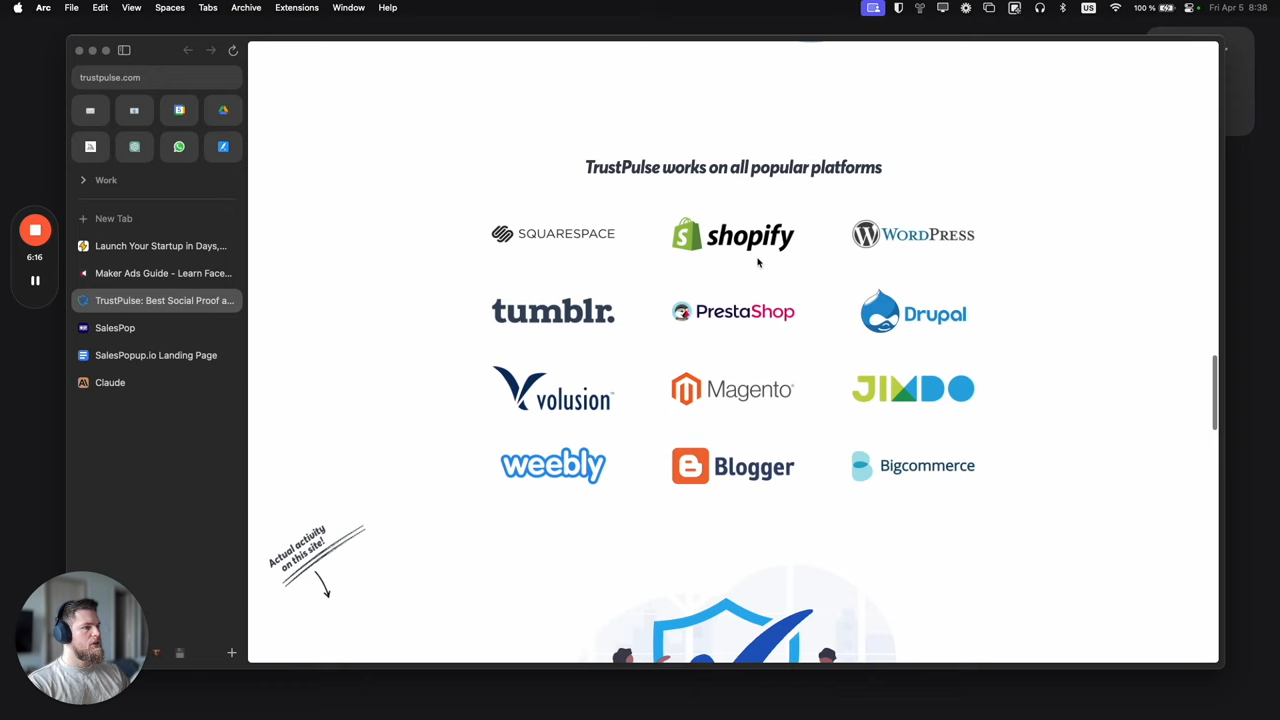 Arc File Edit View Spaces Tabs Archive Extensions Window Help
US 100 % Fri Apr 5 8:38
trustpulse.com
Work
New Tab
Launch Your Startup in Days,...
Maker Ads Guide - Learn Face...
TrustPulse: Best Social Proof a...
SalesPop
SalesPopup.io Landing Page
Claude
6:16
TrustPulse works on all popular platforms
SQUARESPACE
shopify
WORDPRESS
tumblr.
PrestaShop
Drupal
volusion
Magento
JIMDO
weebly
Blogger
Bigcommerce
Actual activity
on this site!